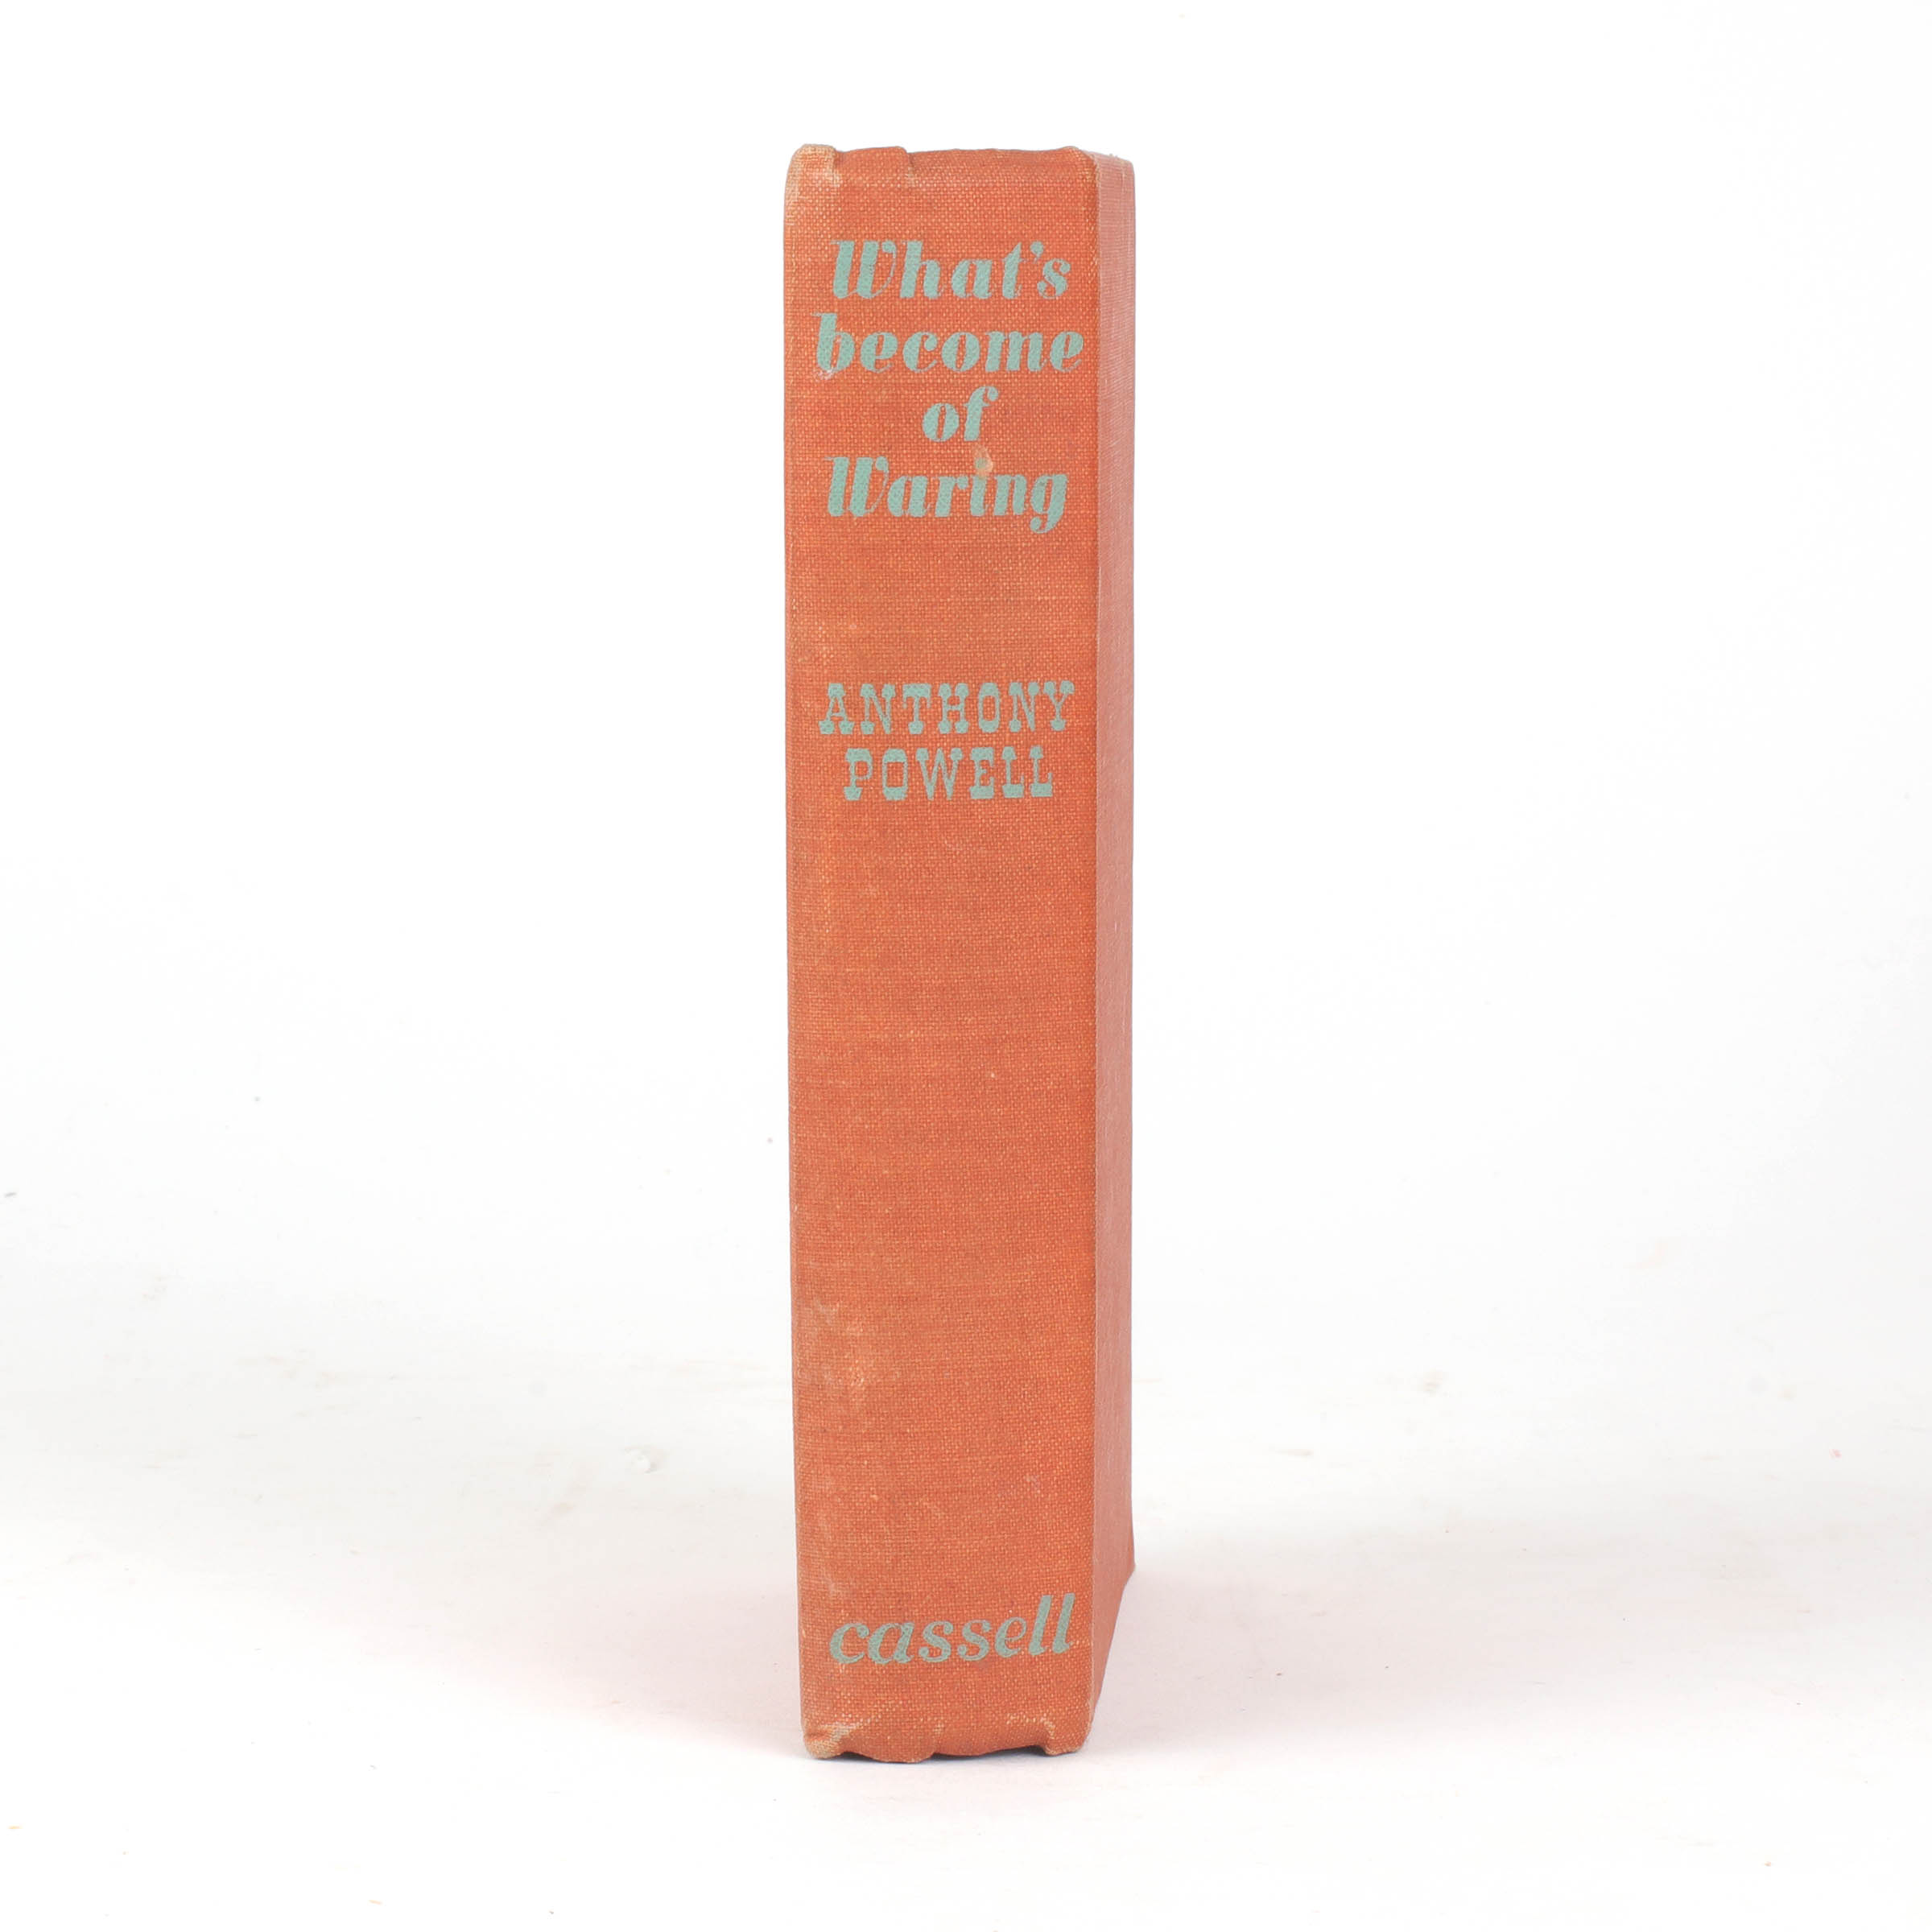 What's
become
of
Waring
ANTHONY
POWELL
cassell